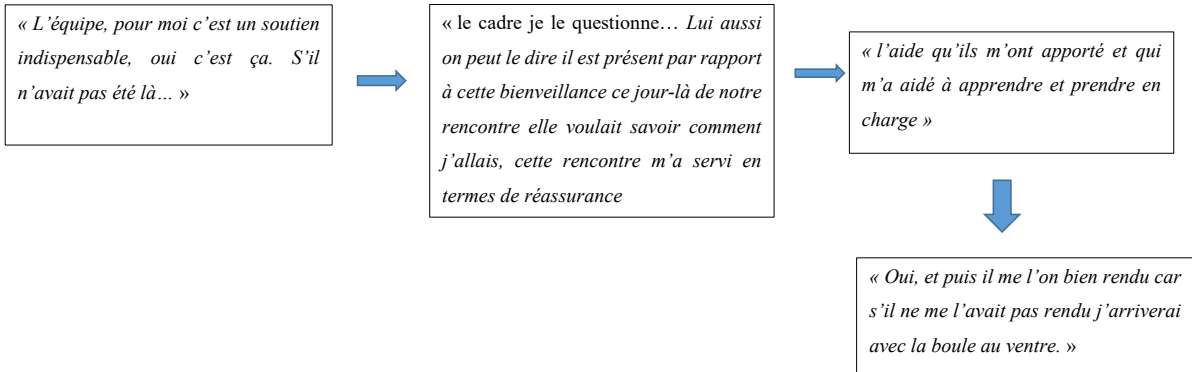 « L'équipe, pour moi c'est un soutien
indispensable, oui c'est ça. S'il
n'avait pas été là… »
« le cadre je le questionne… Lui aussi
on peut le dire il est présent par rapport
à cette bienveillance ce jour-là de notre
rencontre elle voulait savoir comment
j'allais, cette rencontre m'a servi en
termes de réassurance
« l'aide qu'ils m'ont apporté et qui
m'a aidé à apprendre et prendre en
charge »
« Oui, et puis il me l'on bien rendu car
s'il ne me l'avait pas rendu j'arriverai
avec la boule au ventre. »